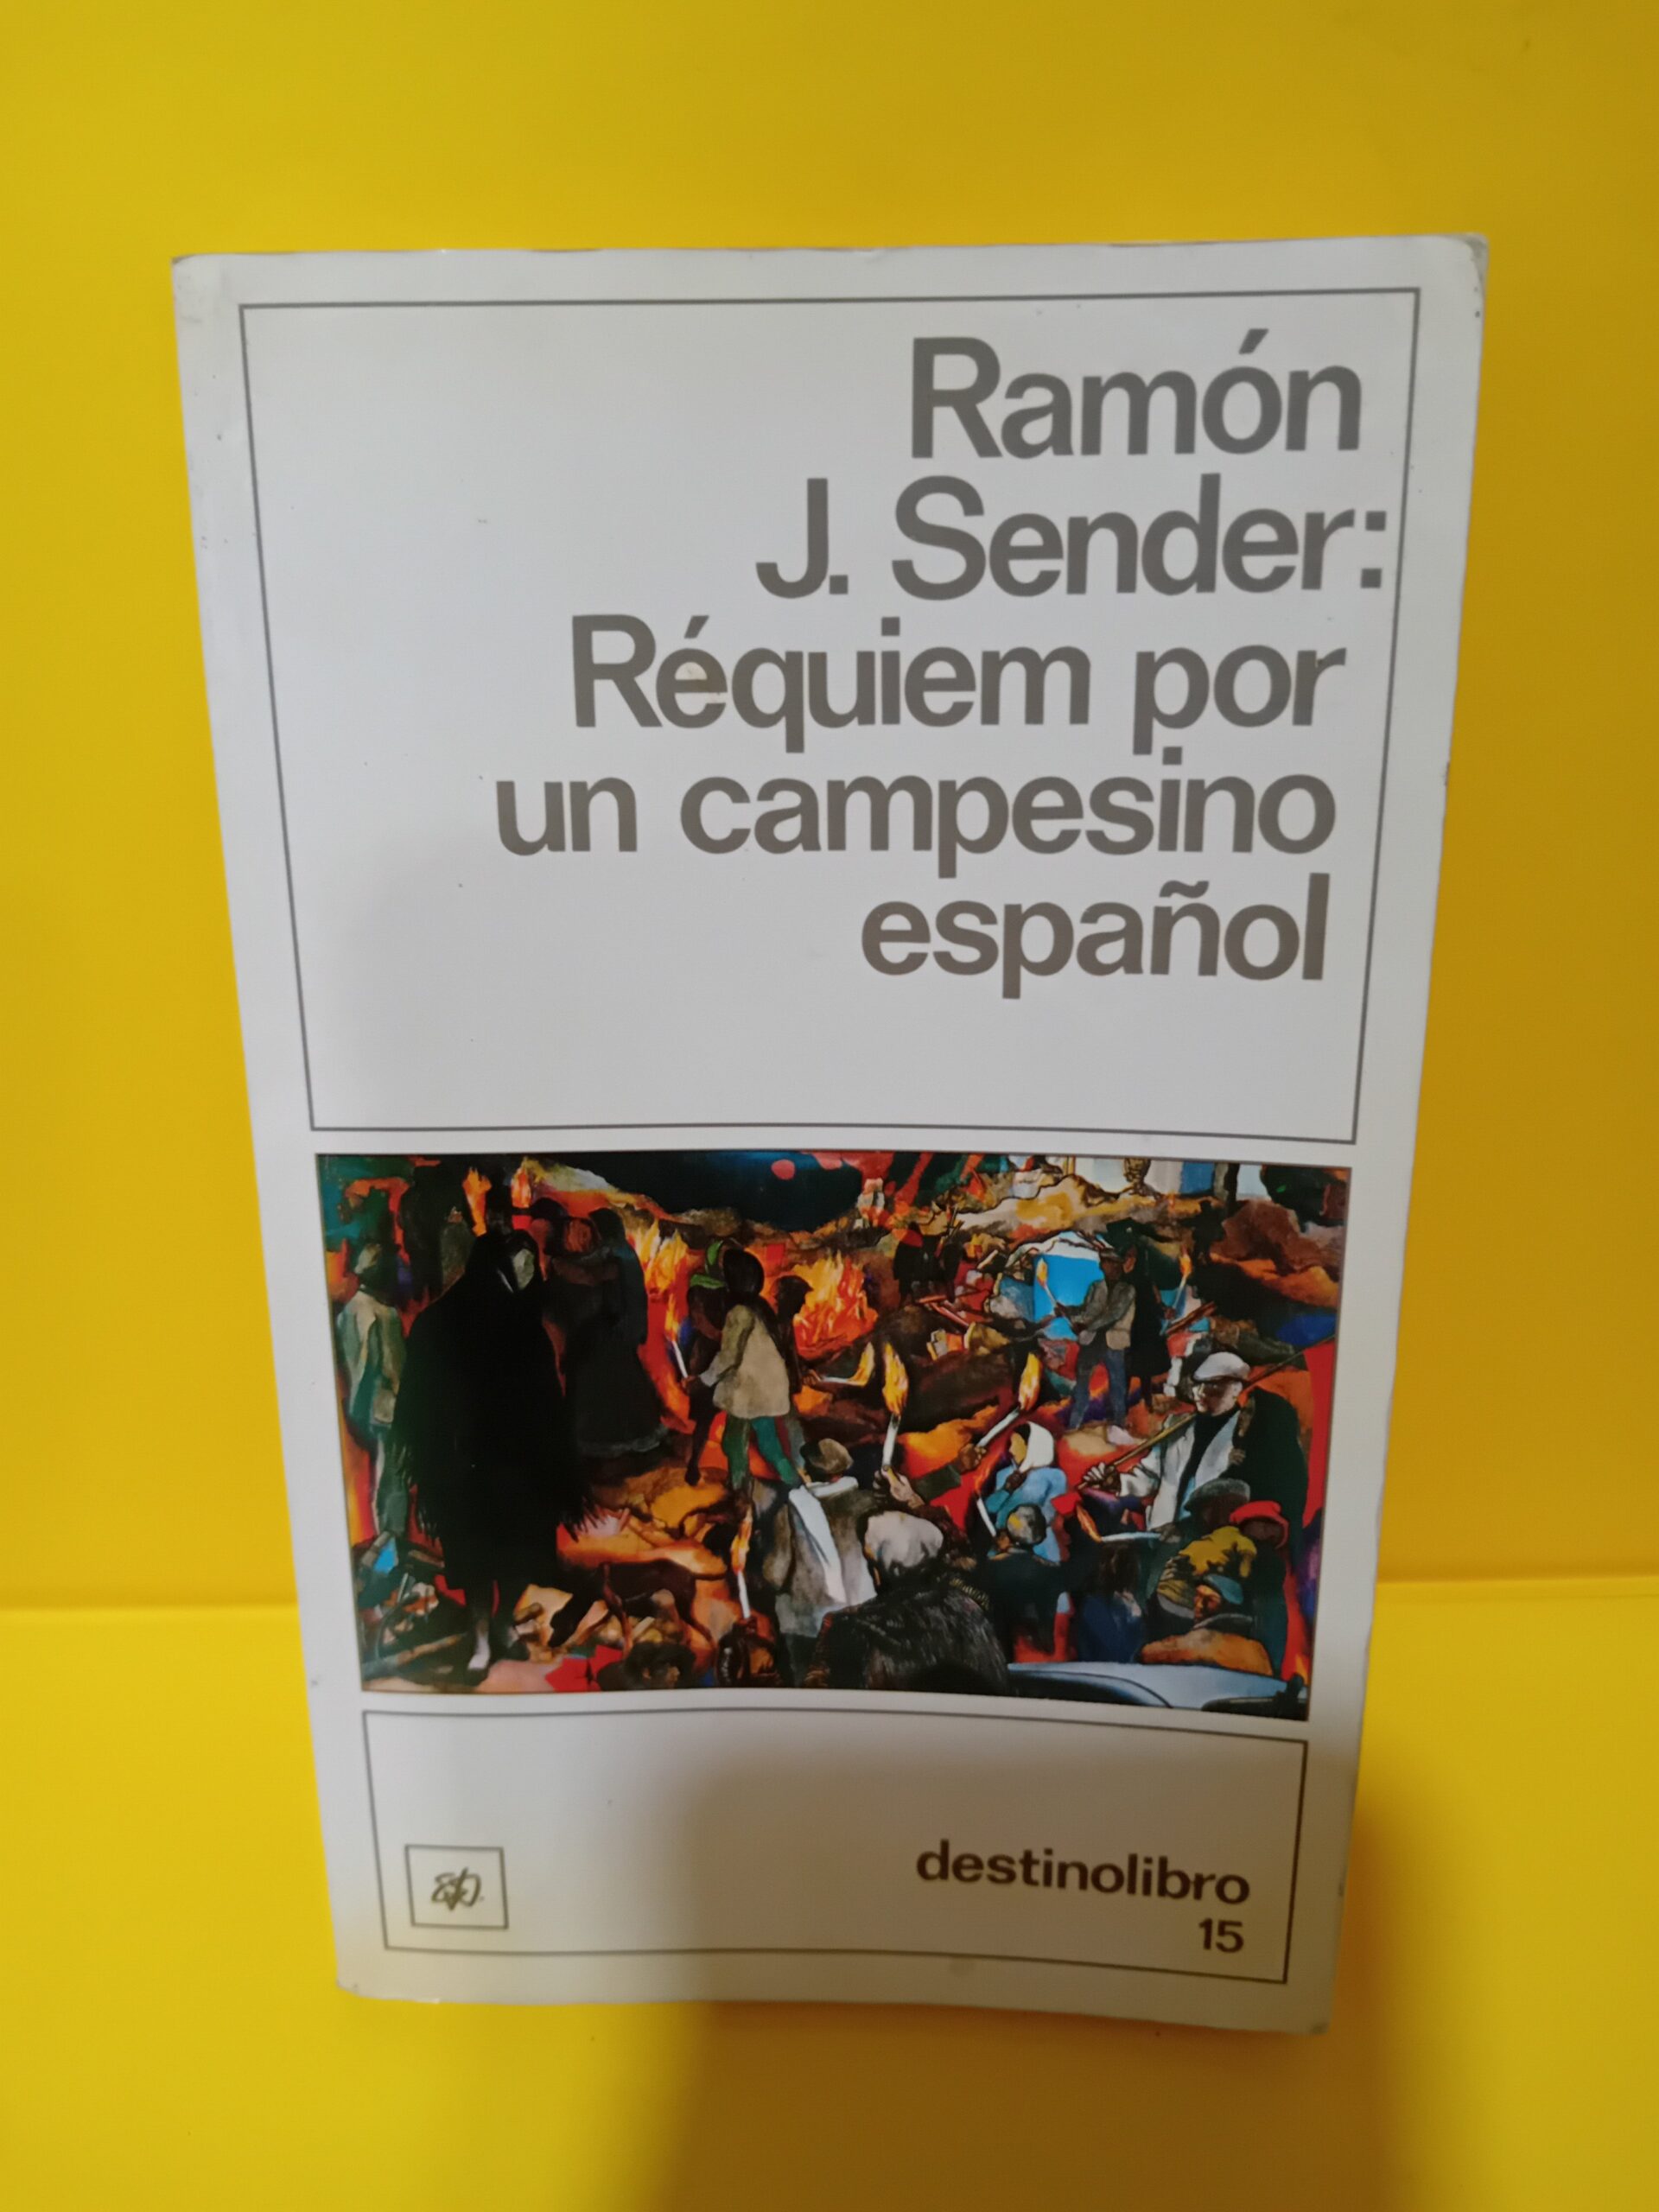 Ramón
J. Sender:
Réquiem por
un campesino
español
destinolibro
15